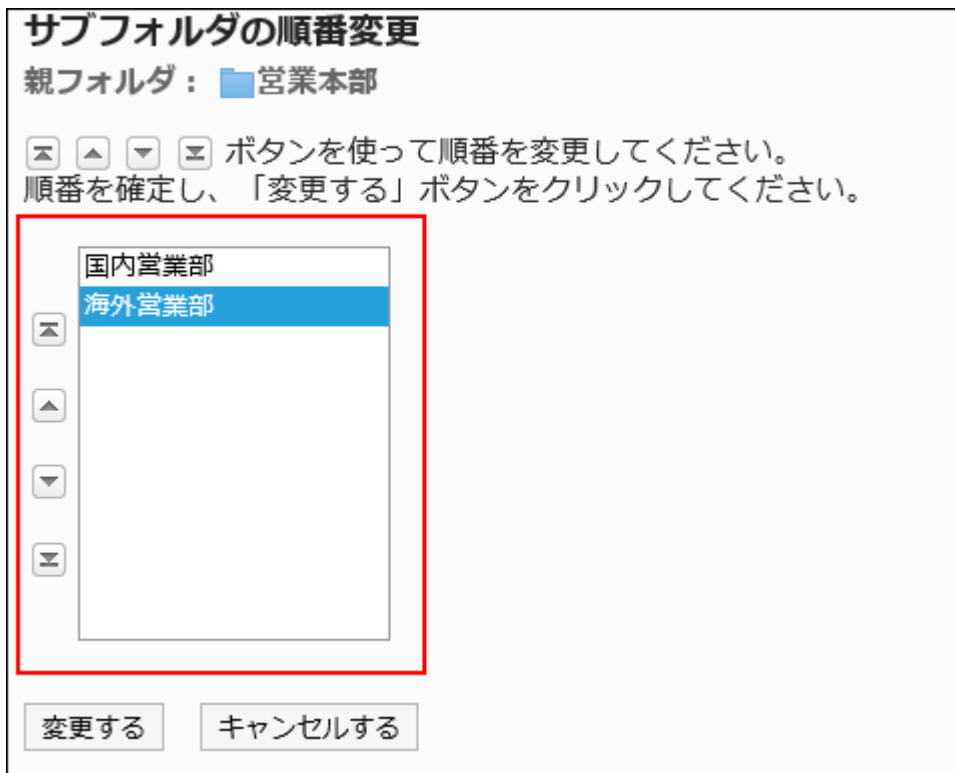 サブフォルダの順番変更
親フォルダ： 営業本部
ボタンを使って順番を変更してください。
順番を確定し、「変更する」ボタンをクリックしてください。
国内営業部
海外営業部
変更する キャンセルする